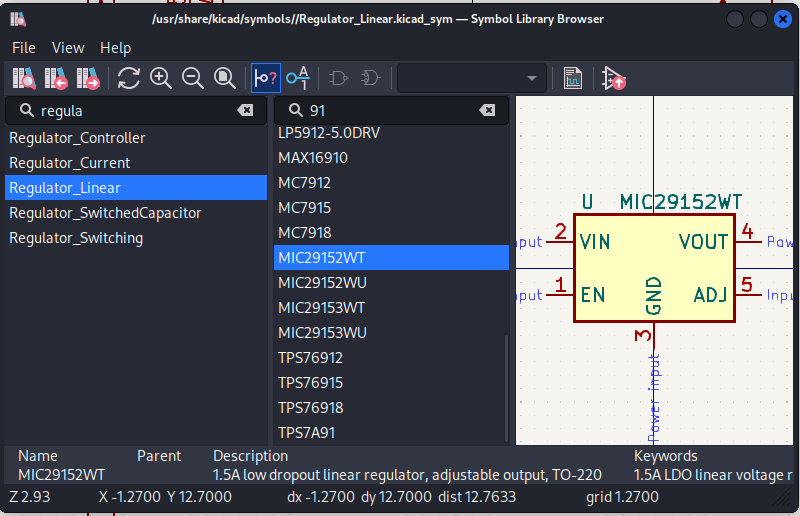 /usr/share/kicad/symbols//Regulator_Linear.kicad_sym — Symbol Library Browser
File View Help
regula
91
Regulator_Controller
Regulator_Current
Regulator_Linear
Regulator_SwitchedCapacitor
Regulator_Switching
LP5912-5.0DRV
MAX16910
MC7912
MC7915
MC7918
MIC29152WT
MIC29152WU
MIC29153WT
MIC29153WU
TPS76912
TPS76915
TPS76918
TPS7A91
U MIC29152WT
put 2 VIN VOUT 4 Pow
put 1 EN GND ADJ 5 Inpu
3
Power input
Name Parent Description Keywords
MIC29152WT 1.5A low dropout linear regulator, adjustable output, TO-220 1.5A LDO linear voltage r
Z 2.93 X -1.2700 Y 12.7000 dx -1.2700 dy 12.7000 dist 12.7633 grid 1.2700